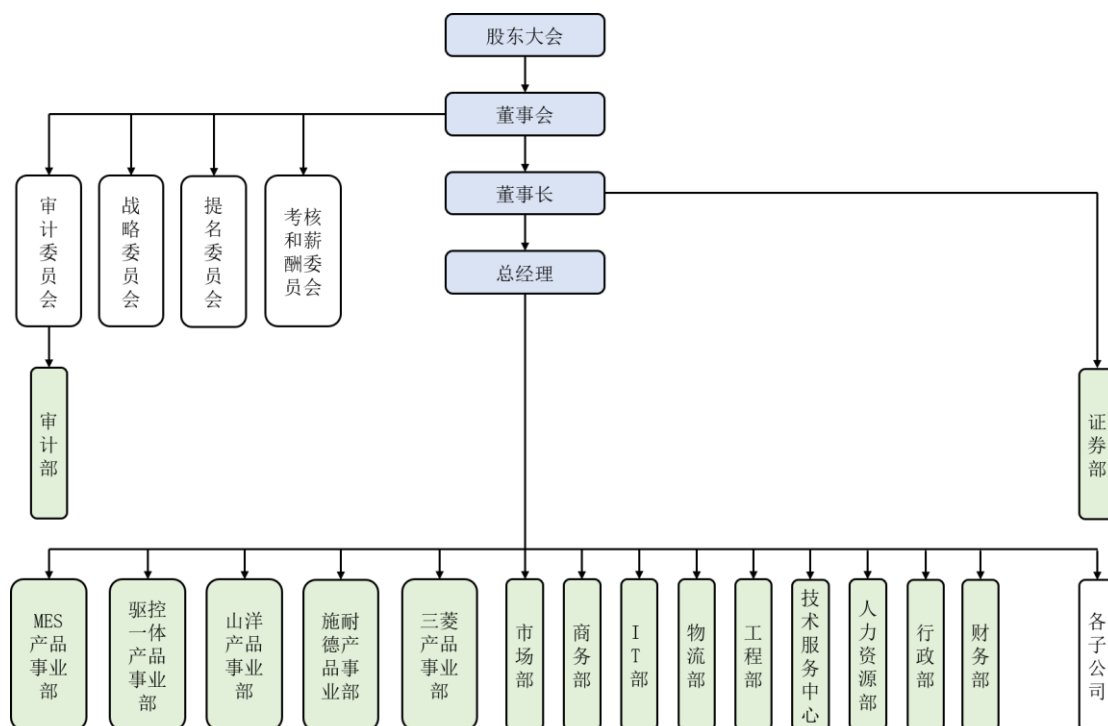 股东大会
董事会
董事长
总经理
审计委员会
战略委员会
提名委员会
考核
和薪
酬委
员会
审计部
证券部
MES
产品
事业
部
驱控
一体
产品
事业
部
山洋
产品
事业
部
施耐
德产
品事
业部
三菱
产品
事业
部
市场部
商务部
IT部
物流部
工程部
技术服务中心
人力资源部
行政部
财务部
各子公司